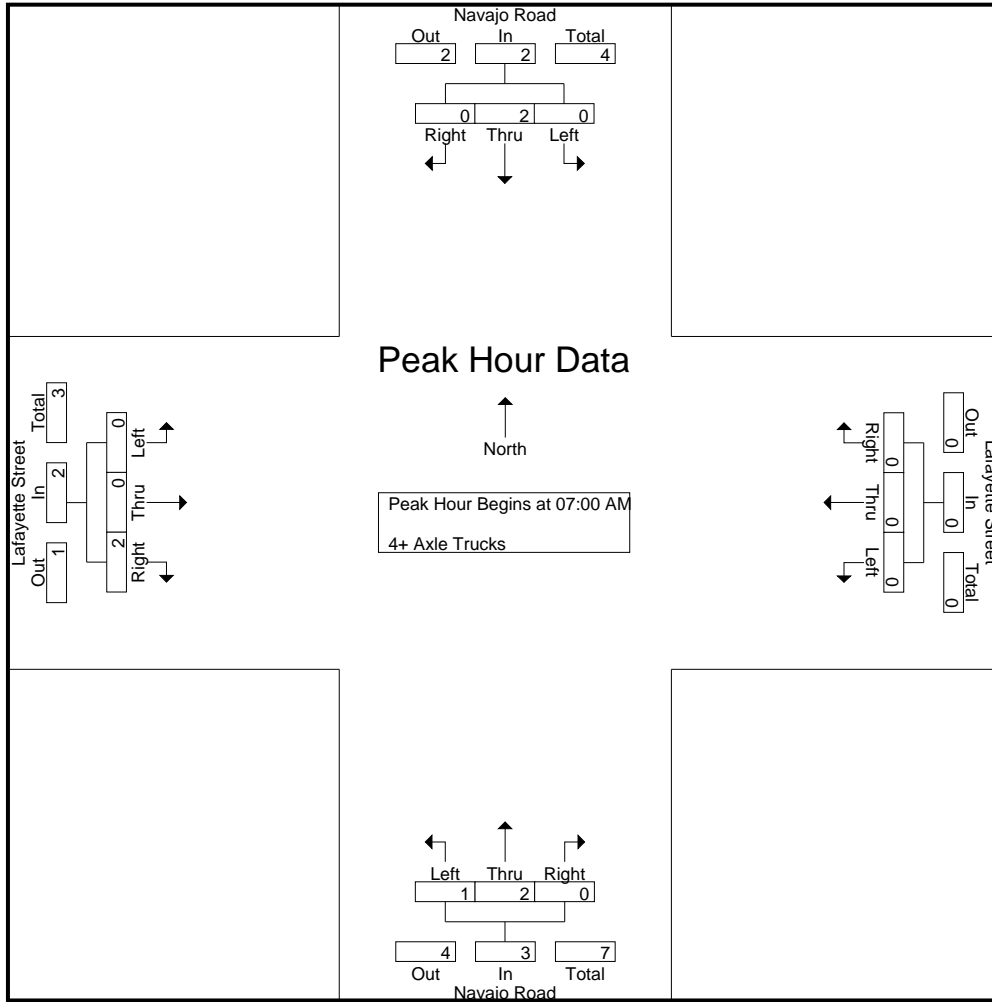 Navajo Road
Out In Total
2 2 4
0 2 0
Right Thru Left
Peak Hour Data
North
Peak Hour Begins at 07:00 AM
4+ Axle Trucks
Lafayette Street
Out In Total
1 2 3
2 0 0
Right Thru Left
Lafayette Street
Out In Total
0 0 0
0 0 0
Right Thru Left
Left Thru Right
1 2 0
4 3 7
Out In Total
Navajo Road